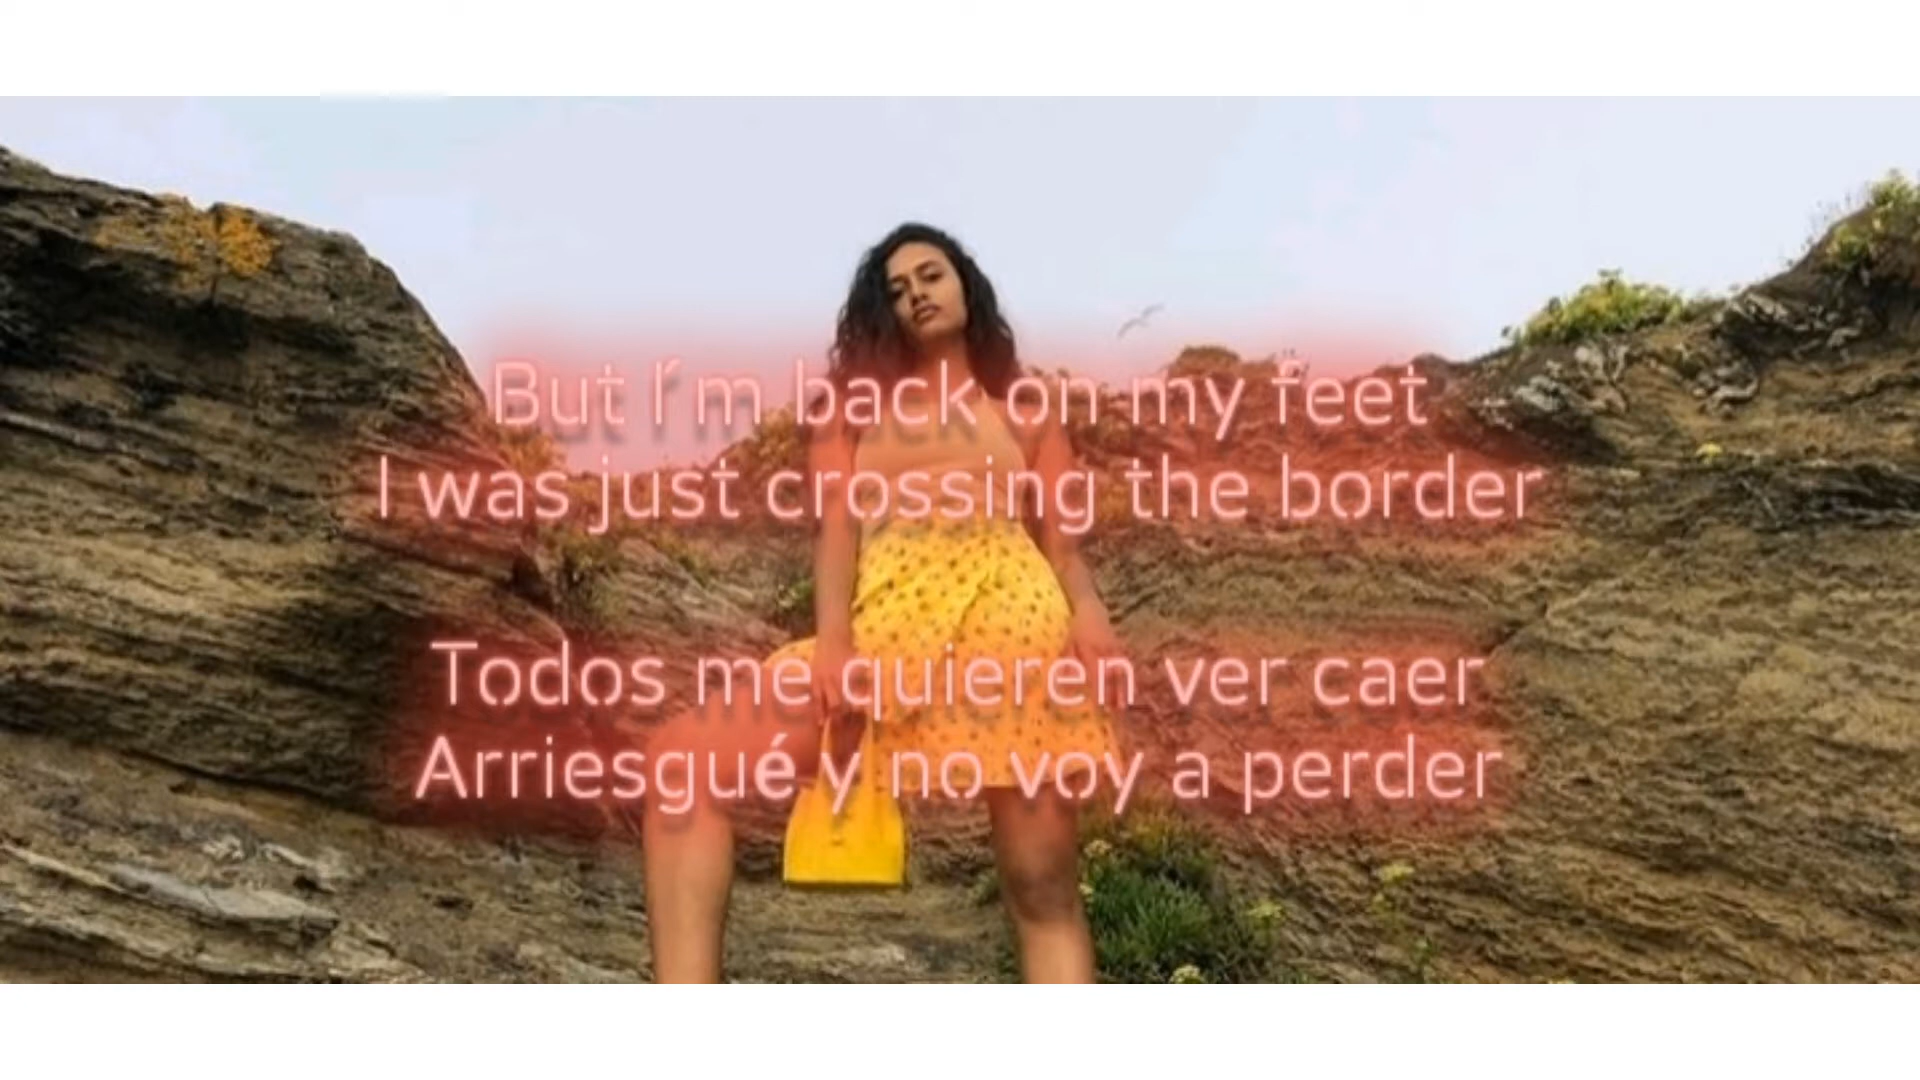 But I´m back on my feet
I was just crossing the border
Todos me quieren ver caer
Arriesgué y no voy a perder